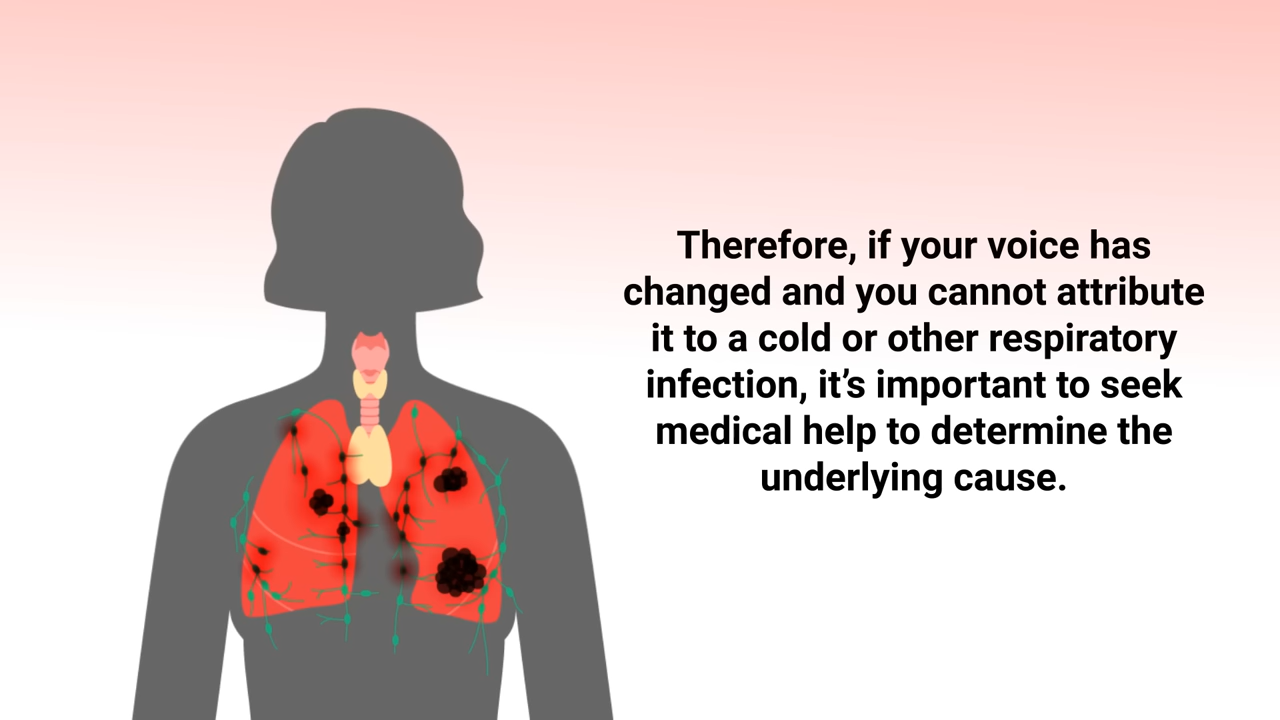 Therefore, if your voice has
changed and you cannot attribute
it to a cold or other respiratory
infection, it’s important to seek
medical help to determine the
underlying cause.